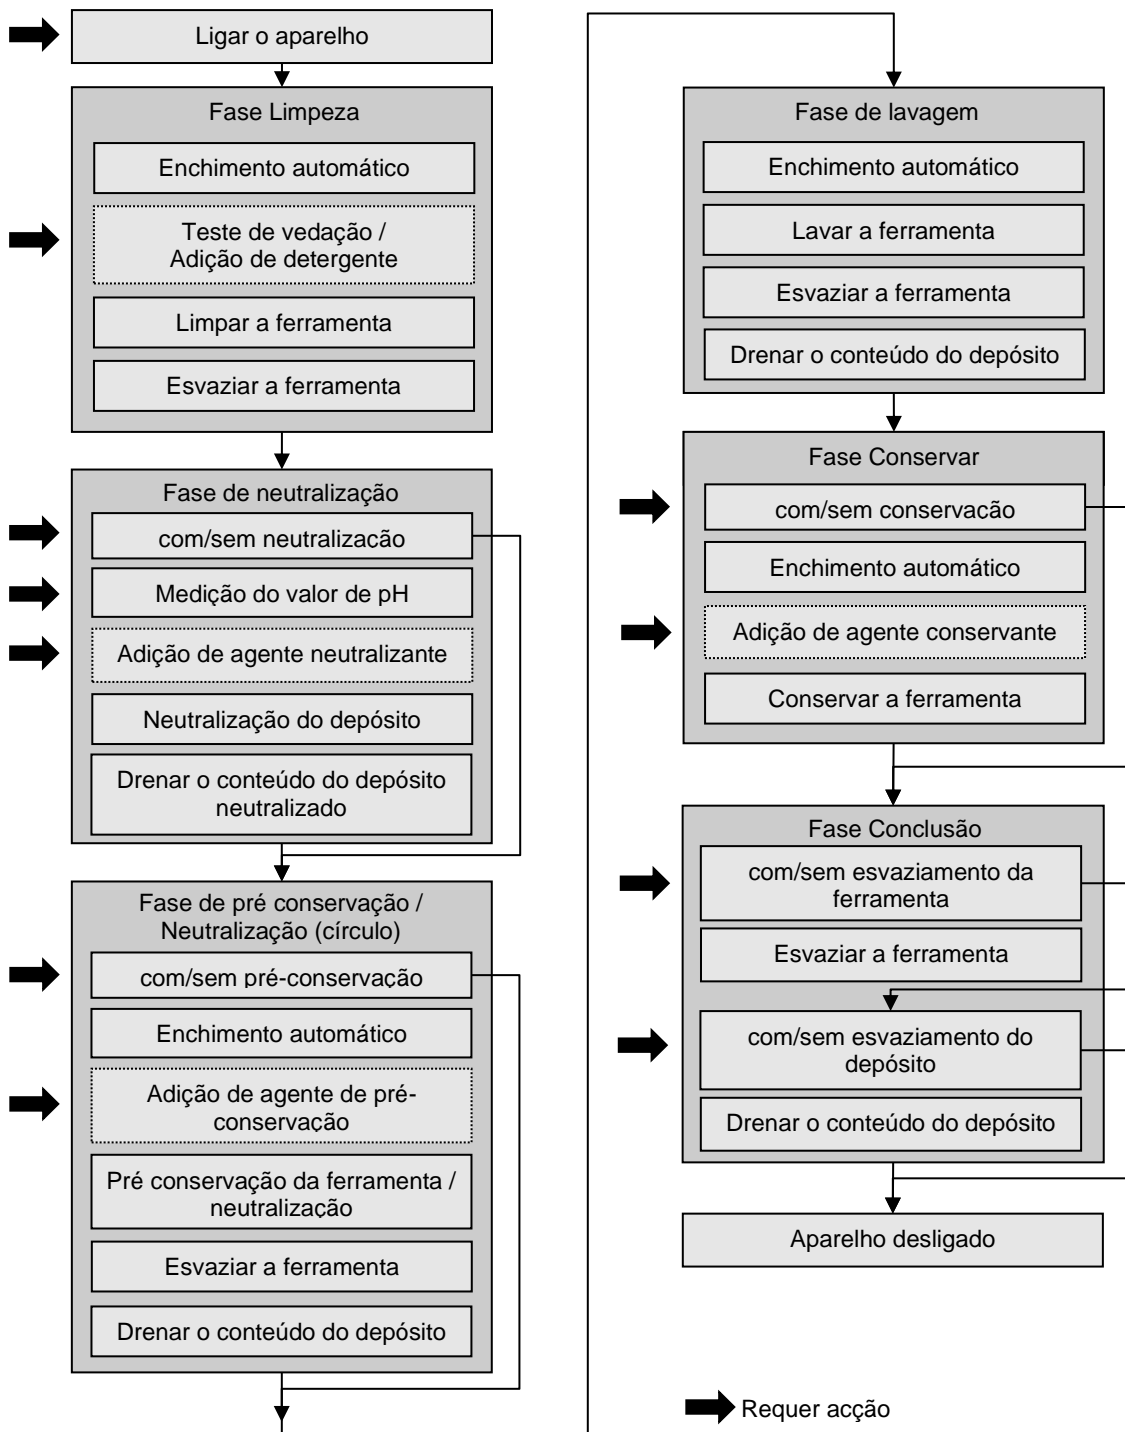 Ligar o aparelho
Fase Limpeza
Enchimento automático
Teste de vedação /
Adição de detergente
Limpar a ferramenta
Esvaziar a ferramenta
Fase de neutralização
com/sem neutralização
Medição do valor de pH
Adição de agente neutralizante
Neutralização do depósito
Drenar o conteúdo do depósito
neutralizado
Fase de pré conservação /
Neutralização (círculo)
com/sem pré-conservação
Enchimento automático
Adição de agente de pré-
conservação
Pré conservação da ferramenta /
neutralização
Esvaziar a ferramenta
Drenar o conteúdo do depósito
Fase de lavagem
Enchimento automático
Lavar a ferramenta
Esvaziar a ferramenta
Drenar o conteúdo do depósito
Fase Conservar
com/sem conservação
Enchimento automático
Adição de agente conservante
Conservar a ferramenta
Fase Conclusão
com/sem esvaziamento da
ferramenta
Esvaziar a ferramenta
com/sem esvaziamento do
depósito
Drenar o conteúdo do depósito
Aparelho desligado
Requer acção